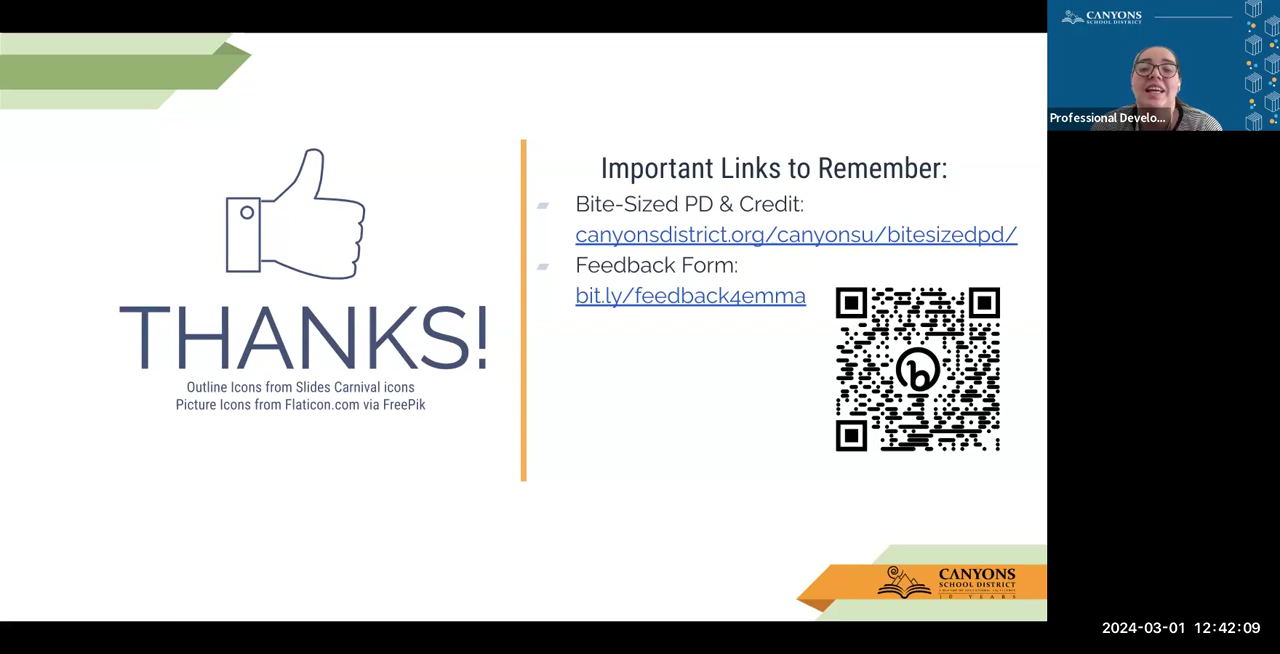 CANYONS
SCHOOL DISTRICT
Professional Develo...
Important Links to Remember:
Bite-Sized PD & Credit:
canyonsdistrict.org/canyonsu/bitesizedpd/
Feedback Form:
bit.ly/feedback4emma
THANKS!
Outline Icons from Slides Carnival icons
Picture Icons from Flaticon.com via FreePik
CANYONS
SCHOOL DISTRICT
10 YEARS
2024-03-01 12:42:09